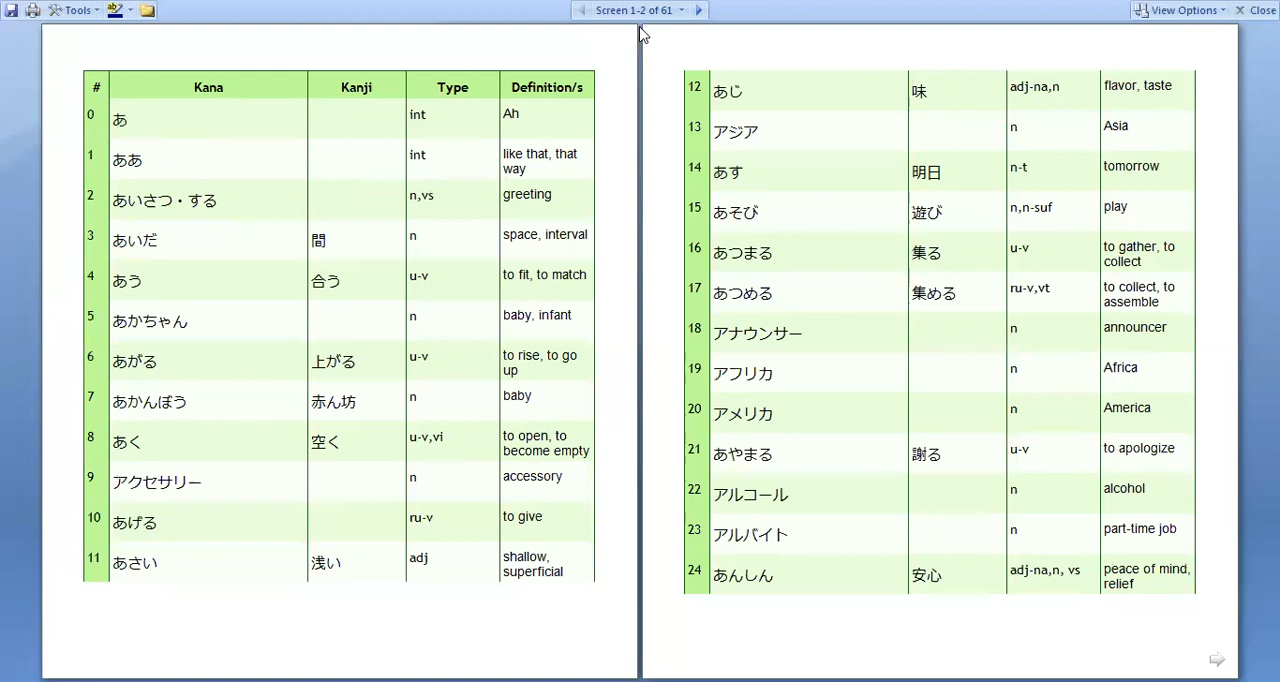 Tools
Screen 1-2 of 61
View Options
Close
# Kana Kanji Type Definition/s
0 あ int Ah
1 ああ int like that, that
way
2 あいさつ・する n,vs greeting
3 あいだ 間 n space, interval
4 あう 合う u-v to fit, to match
5 あかちゃん n baby, infant
6 あがる 上がる u-v to rise, to go
up
7 あかんぼう 赤ん坊 n baby
8 あく 空く u-v,vi to open, to
become empty
9 アクセサリー n accessory
10 あげる ru-v to give
11 あさい 浅い adj shallow,
superficial
12 あじ 味 adj-na,n flavor, taste
13 アジア n Asia
14 あす 明日 n-t tomorrow
15 あそび 遊び n,n-suf play
16 あつまる 集る u-v to gather, to
collect
17 あつめる 集める ru-v,vt to collect, to
assemble
18 アナウンサー n announcer
19 アフリカ n Africa
20 アメリカ n America
21 あやまる 謝る u-v to apologize
22 アルコール n alcohol
23 アルバイト n part-time job
24 あんしん 安心 adj-na,n, vs peace of mind,
relief